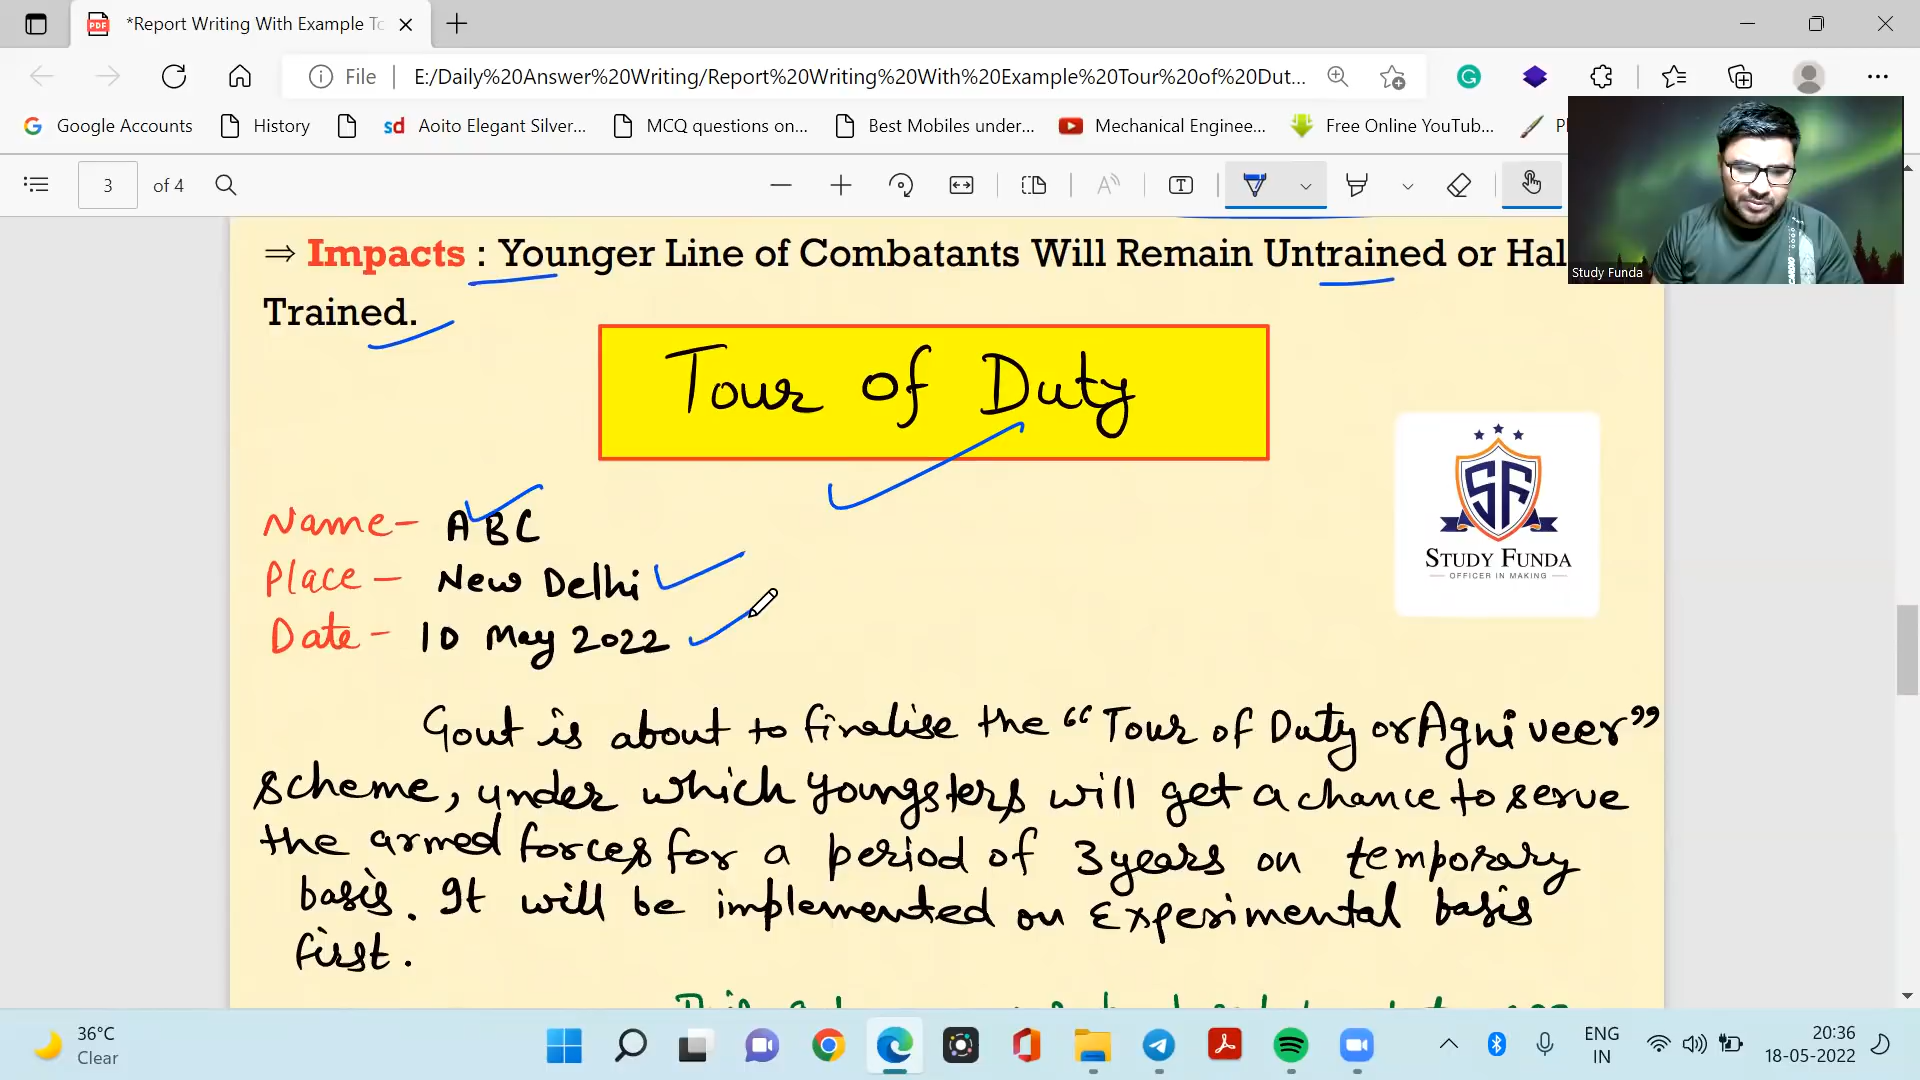 *Report Writing With Example To
File
E:/Daily%20Answer%20Writing/Report%20Writing%20With%20Example%20Tour%20of%20Dut...
Google Accounts
History
sd Aoito Elegant Silver...
MCQ questions on...
Best Mobiles under...
Mechanical Enginee...
Free Online YouTub...
3 of 4
Study Funda
⇒ Impacts : Younger Line of Combatants Will Remain Untrained or Hal
Trained.
Tour of Duty
SF
STUDY FUNDA
OFFICER IN MAKING
Name - ABC
Place - New Delhi
Date - 10 May 2022
Govt is about to finalise the “Tour of Duty or Agniveer”
scheme, under which youngsters will get a chance to serve
the armed forces for a period of 3 years on temporary
basis. It will be implemented on Experimental basis
first.
36°C
Clear
ENG
IN
20:36
18-05-2022